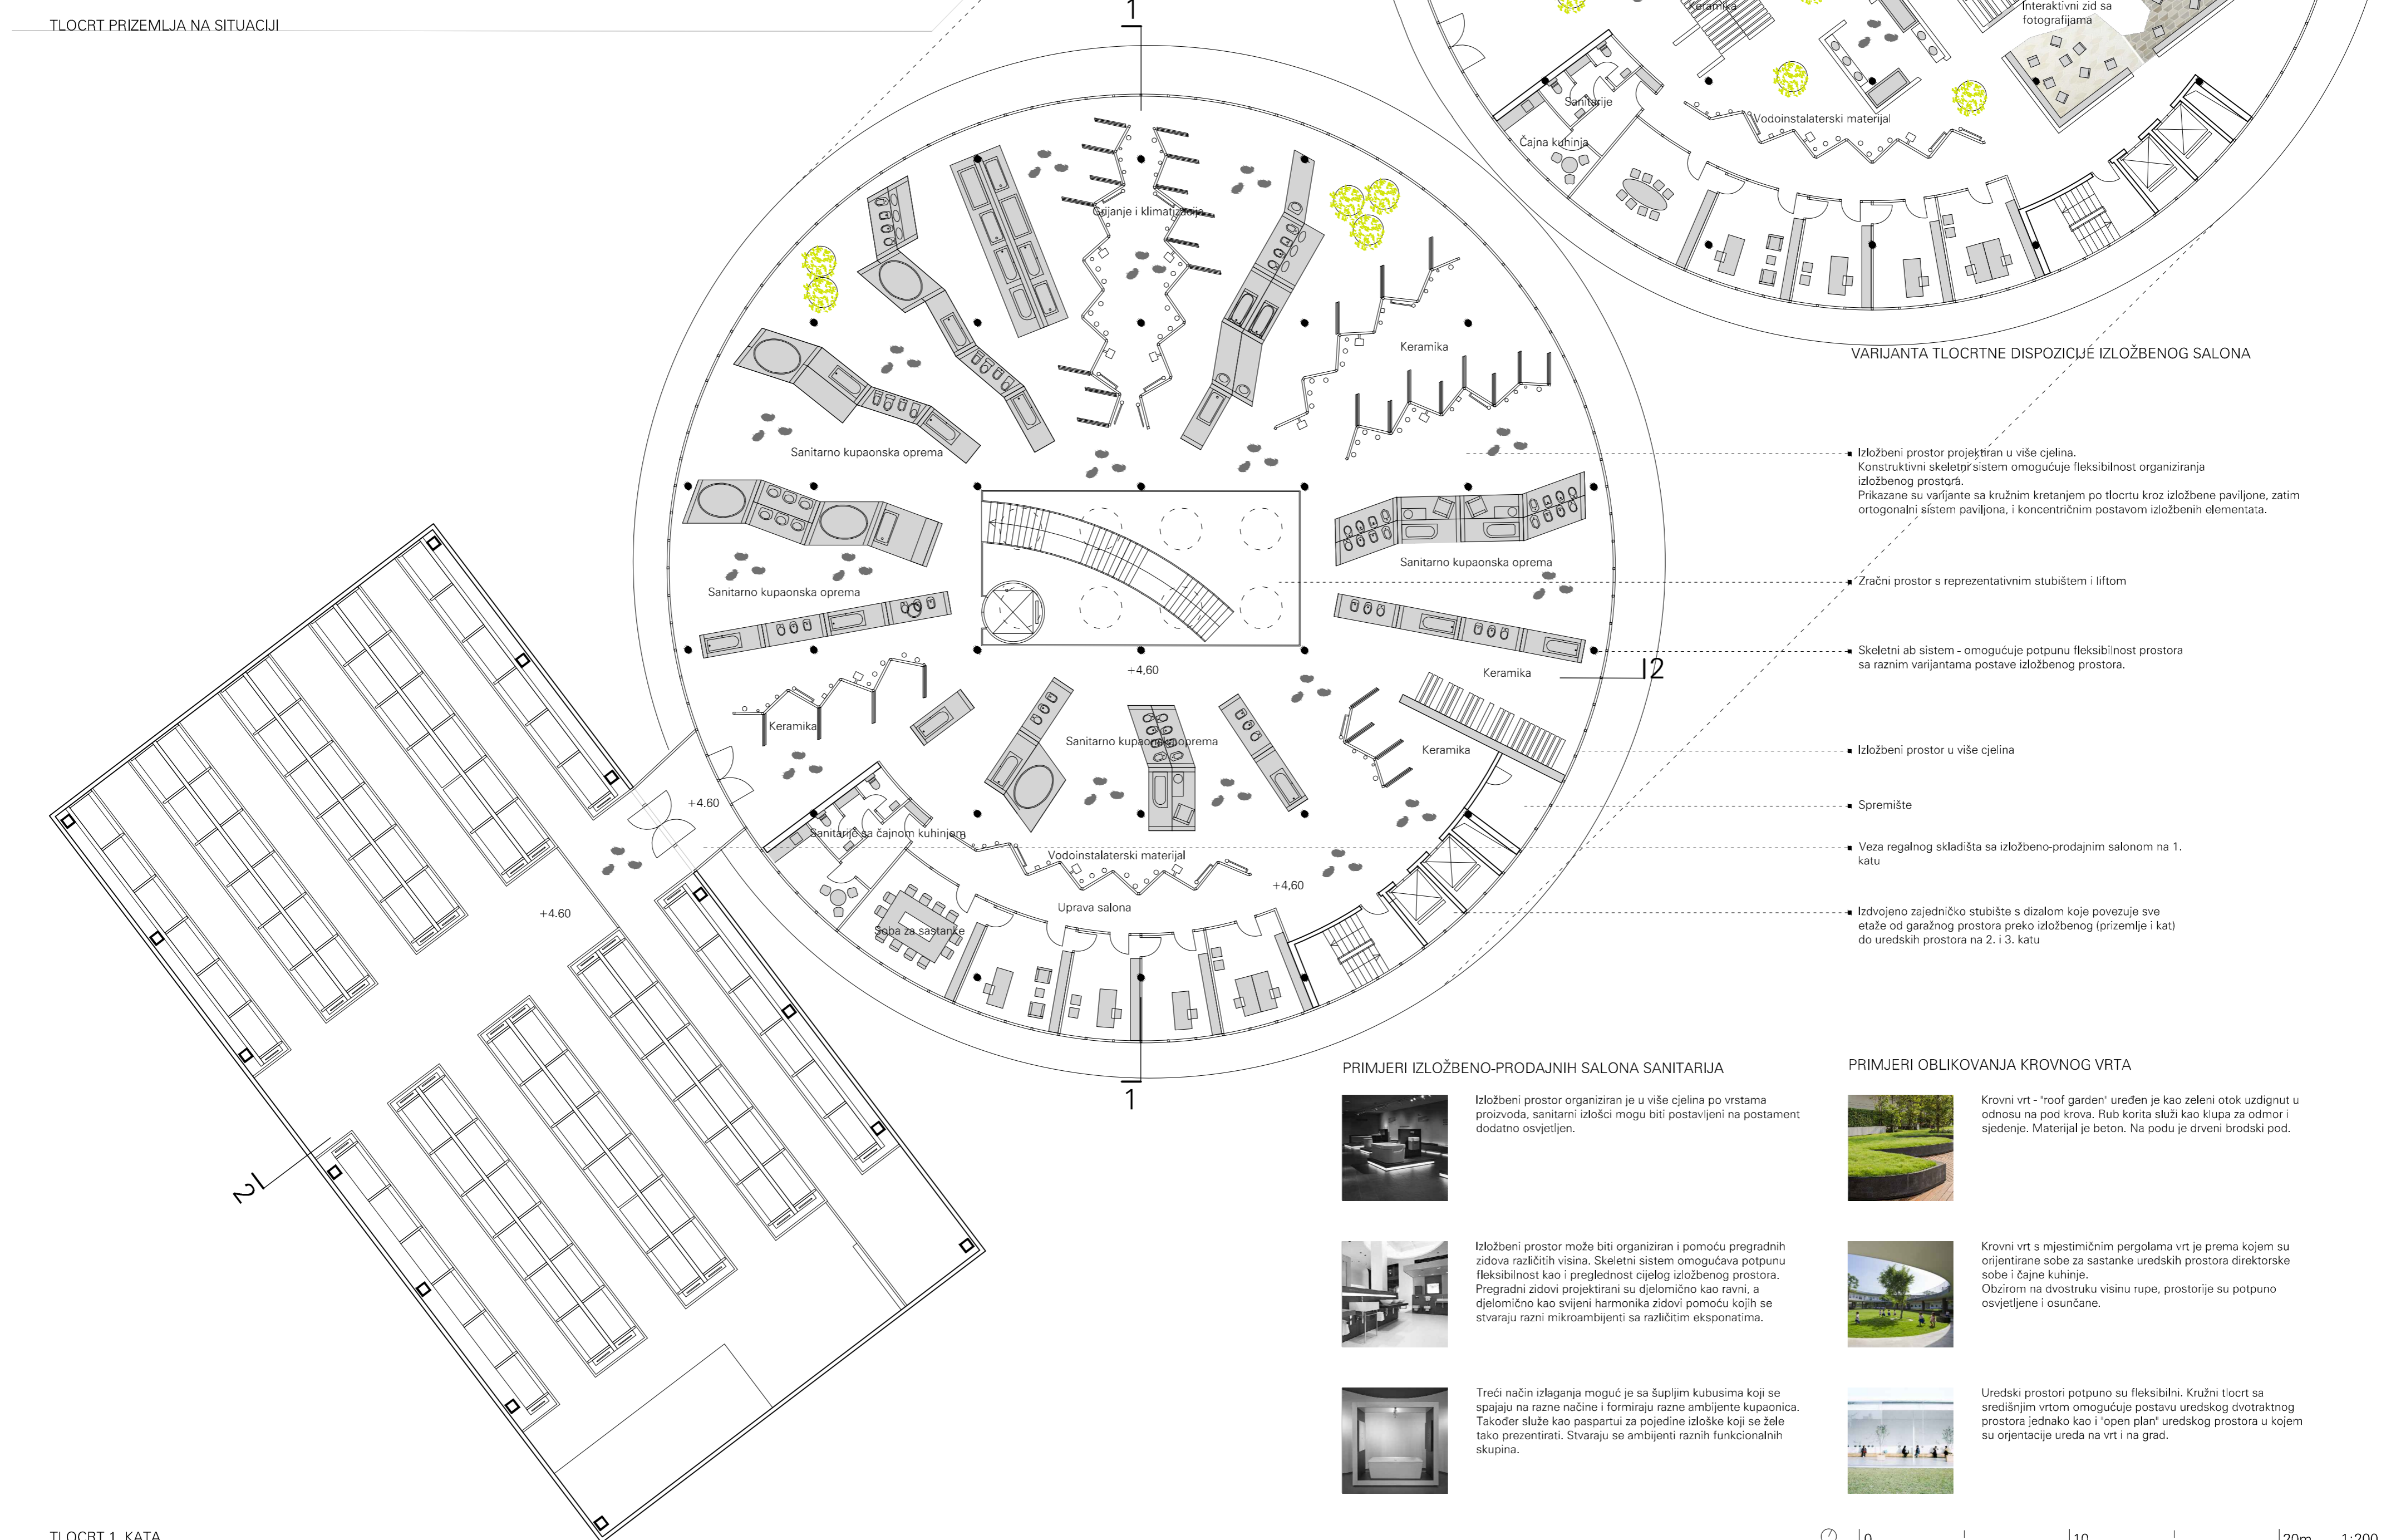 TLOCRT PRIZEMLJA NA SITUACIJI
1
Keramika
Interaktivni zid sa
fotografijama
Sanitarije
Čajna kuhinja
Vodoinstalaterski materijal
VARIJANTA TLOCRTNE DISPOZICIJE IZLOŽBENOG SALONA
Grijanje i klimatizacija
Keramika
Sanitarno kupaonska oprema
Sanitarno kupaonska oprema
Sanitarno kupaonska oprema
+4,60
Keramika
12
Keramika
Sanitarno kupaonska oprema
Keramika
+4.60
Sanitarije sa čajnom kuhinjom
Vodoinstalaterski materijal
+4,60
+4.60
Uprava salona
Soba za sastanke
1
2
Izložbeni prostor projektiran u više cjelina.
Konstruktivni skeletni sistem omogućuje fleksibilnost organiziranja
izložbenog prostora.
Prikazane su varijante sa kružnim kretanjem po tlocrtu kroz izložbene paviljone, zatim
ortogonalni sistem paviljona, i koncentričnim postavom izložbenih elementata.
Zračni prostor s reprezentativnim stubištem i liftom
Skeletni ab sistem - omogućuje potpunu fleksibilnost prostora
sa raznim varijantama postave izložbenog prostora.
Izložbeni prostor u više cjelina
Spremište
Veza regalnog skladišta sa izložbeno-prodajnim salonom na 1.
katu
Izdvojeno zajedničko stubište s dizalom koje povezuje sve
etaže od garažnog prostora preko izložbenog (prizemlje i kat)
do uredskih prostora na 2. i 3. katu
PRIMJERI IZLOŽBENO-PRODAJNIH SALONA SANITARIJA
Izložbeni prostor organiziran je u više cjelina po vrstama
proizvoda, sanitarni izlošci mogu biti postavljeni na postament
dodatno osvjetljen.
Izložbeni prostor može biti organiziran i pomoću pregradnih
zidova različitih visina. Skeletni sistem omogućava potpunu
fleksibilnost kao i preglednost cijelog izložbenog prostora.
Pregradni zidovi projektirani su djelomično kao ravni, a
djelomično kao svijeni harmonika zidovi pomoću kojih se
stvaraju razni mikroambijenti sa različitim eksponatima.
Treći način izlaganja moguć je sa šupljim kubusima koji se
spajaju na razne načine i formiraju razne ambijente kupaonica.
Također služe kao paspartui za pojedine izloške koji se žele
tako prezentirati. Stvaraju se ambijenti raznih funkcionalnih
skupina.
PRIMJERI OBLIKOVANJA KROVNOG VRTA
Krovni vrt - "roof garden" uređen je kao zeleni otok uzdignut u
odnosu na pod krova. Rub korita služi kao klupa za odmor i
sjedenje. Materijal je beton. Na podu je drveni brodski pod.
Krovni vrt s mjestimičnim pergolama vrt je prema kojem su
orijentirane sobe za sastanke uredskih prostora direktorske
sobe i čajne kuhinje.
Obzirom na dvostruku visinu rupe, prostorije su potpuno
osvjetljene i osunčane.
Uredski prostori potpuno su fleksibilni. Kružni tlocrt sa
središnjim vrtom omogućuje postavu uredskog dvotraktnog
prostora jednako kao i "open plan" uredskog prostora u kojem
su orjentacije ureda na vrt i na grad.
TLOCRT 1. KATA
0 10 20m 1:200